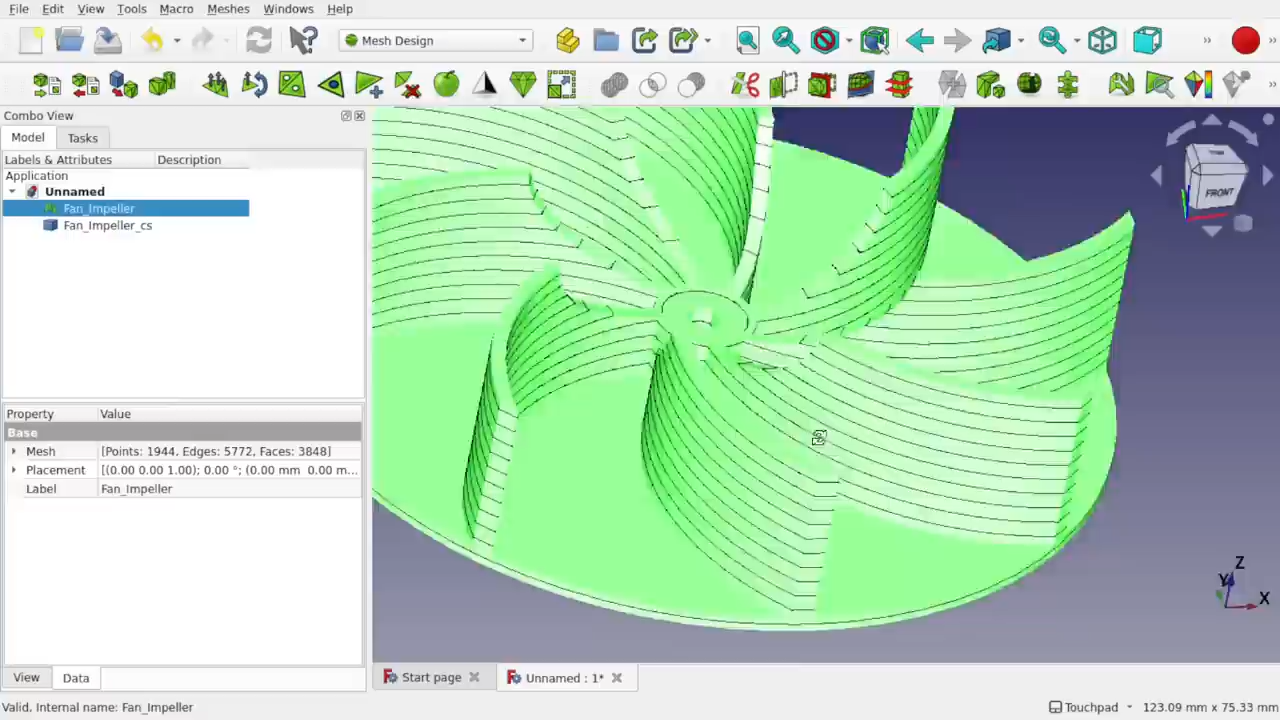 File Edit View Tools Macro Meshes Windows Help
Mesh Design
Combo View
Model Tasks
Labels & Attributes Description
Application
Unnamed
Fan_Impeller
Fan_Impeller_cs
FRONT
Property Value
Base
Mesh [Points: 1944, Edges: 5772, Faces: 3848]
Placement [(0.00 0.00 1.00); 0.00 °; (0.00 mm 0.00 m...
Label Fan_Impeller
Z
Y
X
View Data
Start page Unnamed : 1*
Valid, Internal name: Fan_Impeller Touchpad 123.09 mm x 75.33 mm